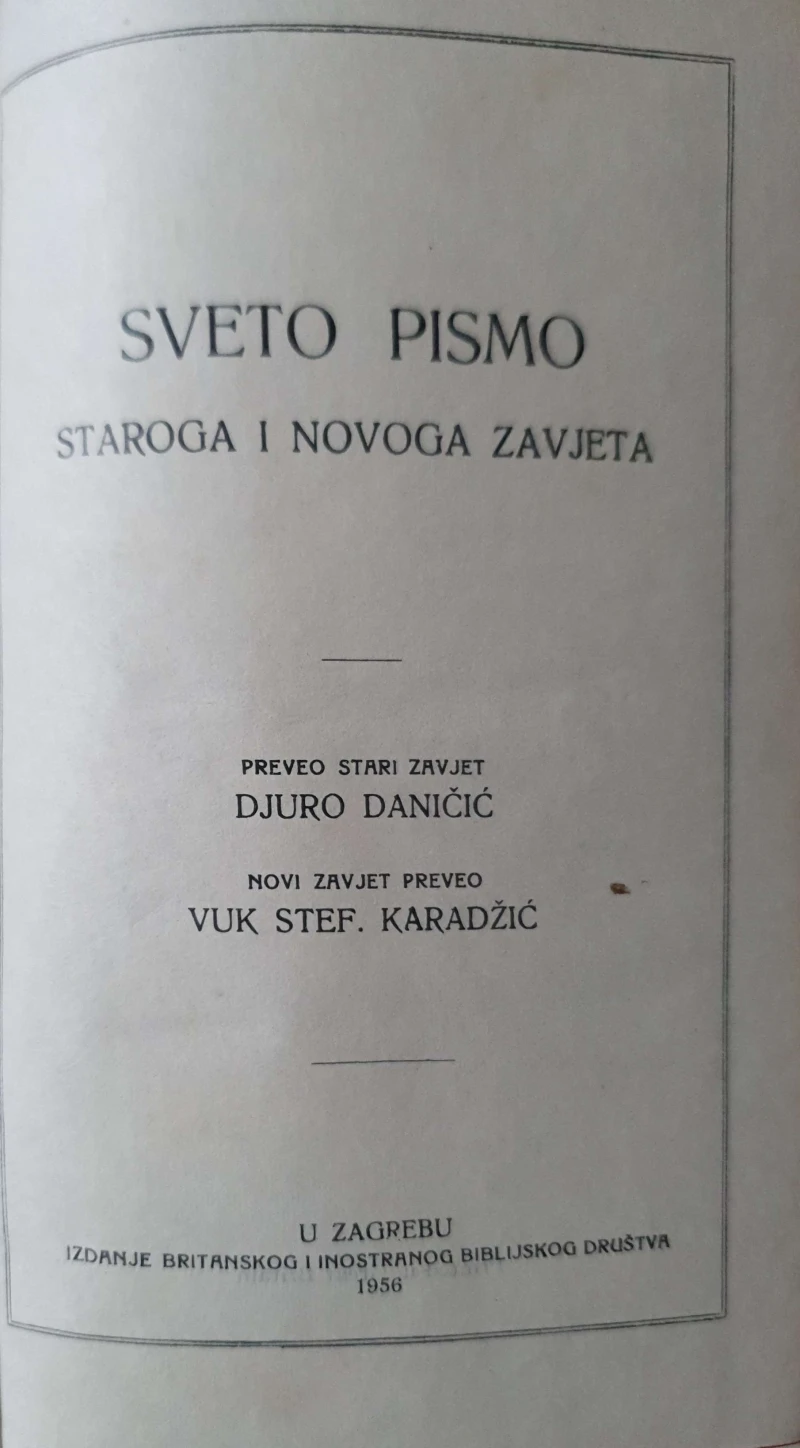 SVETO PISMO
STAROGA I NOVOGA ZAVJETA
PREVEO STARI ZAVJET
DJURO DANIČIĆ
NOVI ZAVJET PREVEO
VUK STEF. KARADŽIĆ
U ZAGREBU
IZDANJE BRITANSKOG I INOSTRANOG BIBLIJSKOG DRUŠTVA
1956